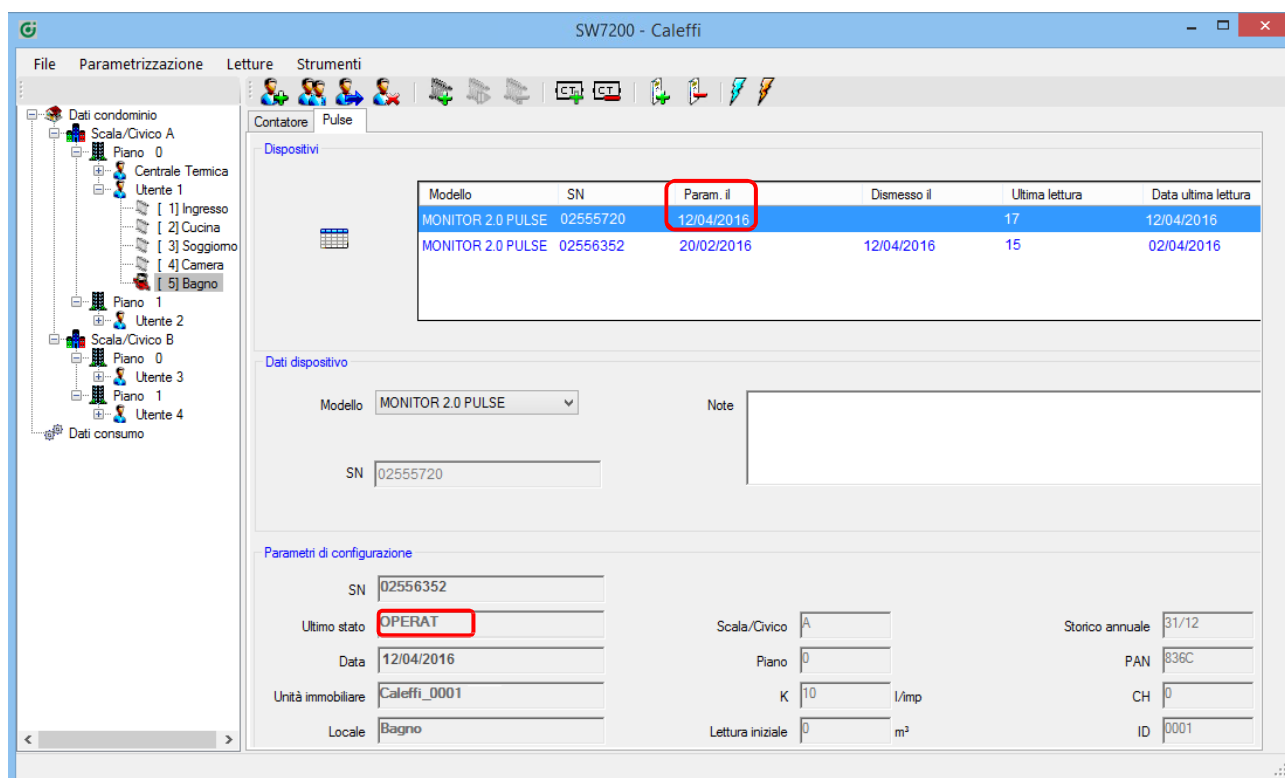 SW7200 - Caleffi
File Parametrizzazione Letture Strumenti
Dati condominio
Scala/Civico A
Piano 0
Centrale Termica
Utente 1
[ 1] Ingresso
[ 2] Cucina
[ 3] Soggiorno
[ 4] Camera
[ 5] Bagno
Piano 1
Utente 2
Scala/Civico B
Piano 0
Utente 3
Piano 1
Utente 4
Dati consumo
Contatore Pulse
Dispositivi
Modello SN Param. il Dismesso il Ultima lettura Data ultima lettura
MONITOR 2.0 PULSE 02555720 12/04/2016 17 12/04/2016
MONITOR 2.0 PULSE 02556352 20/02/2016 12/04/2016 15 02/04/2016
Dati dispositivo
Modello MONITOR 2.0 PULSE Note
SN 02555720
Parametri di configurazione
SN 02556352
Ultimo stato OPERAT Scala/Civico A Storico annuale 31/12
Data 12/04/2016 Piano 0 PAN 836C
Unità immobiliare Caleffi_0001 K 10 l/imp CH 0
Locale Bagno Lettura iniziale 0 m³ ID 0001